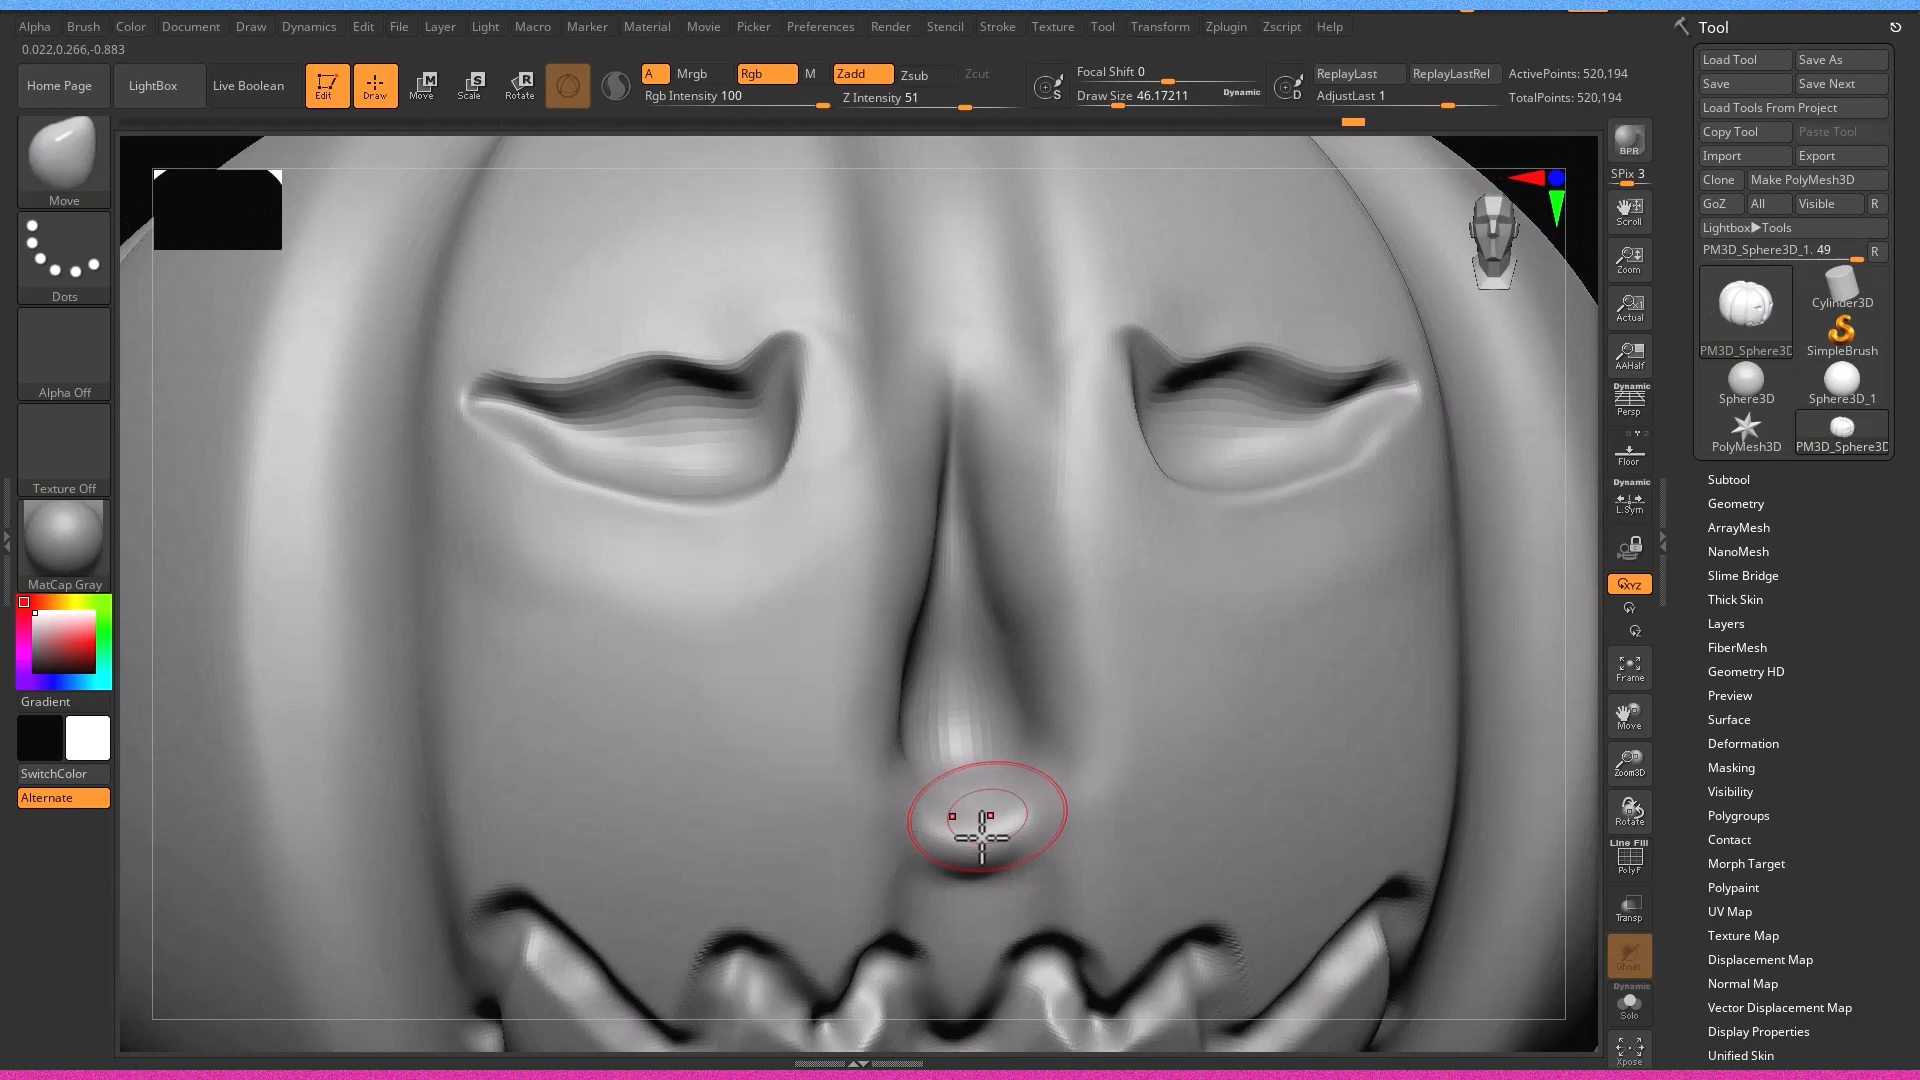 Alpha Brush Color Document Draw Dynamics Edit File Layer Light Macro Marker Material Movie Picker Preferences Render Stencil Stroke Texture Tool Transform Zplugin Zscript Help
0.022,0.266,-0.883
Home Page LightBox Live Boolean Edit Draw Move Scale Rotate
A Mrgb Rgb M Zadd Zsub Zcut
Rgb Intensity 100 Z Intensity 51
S Focal Shift 0
Draw Size 46.17211 Dynamic
D ReplayLast ReplayLastRel ActivePoints: 520,194
AdjustLast 1 TotalPoints: 520,194
Move
Dots
Alpha Off
Texture Off
MatCap Gray
Gradient
SwitchColor
Alternate
BPR
SPix 3
Scroll
Zoom
Actual
AAHalf
Dynamic
Persp
Floor
Dynamic
L.Sym
XYZ
Y
Z
Frame
Move
Zoom3D
Rotate
Line Fill
PolyF
Transp
Ghost
Dynamic
Solo
Xpose
Tool
Load Tool Save As
Save Save Next
Load Tools From Project
Copy Tool Paste Tool
Import Export
Clone Make PolyMesh3D
GoZ All Visible R
Lightbox▶Tools
PM3D_Sphere3D_1. 49 R
Cylinder3D
PM3D_Sphere3D SimpleBrush
Sphere3D Sphere3D_1
PolyMesh3D PM3D_Sphere3D
Subtool
Geometry
ArrayMesh
NanoMesh
Slime Bridge
Thick Skin
Layers
FiberMesh
Geometry HD
Preview
Surface
Deformation
Masking
Visibility
Polygroups
Contact
Morph Target
Polypaint
UV Map
Texture Map
Displacement Map
Normal Map
Vector Displacement Map
Display Properties
Unified Skin